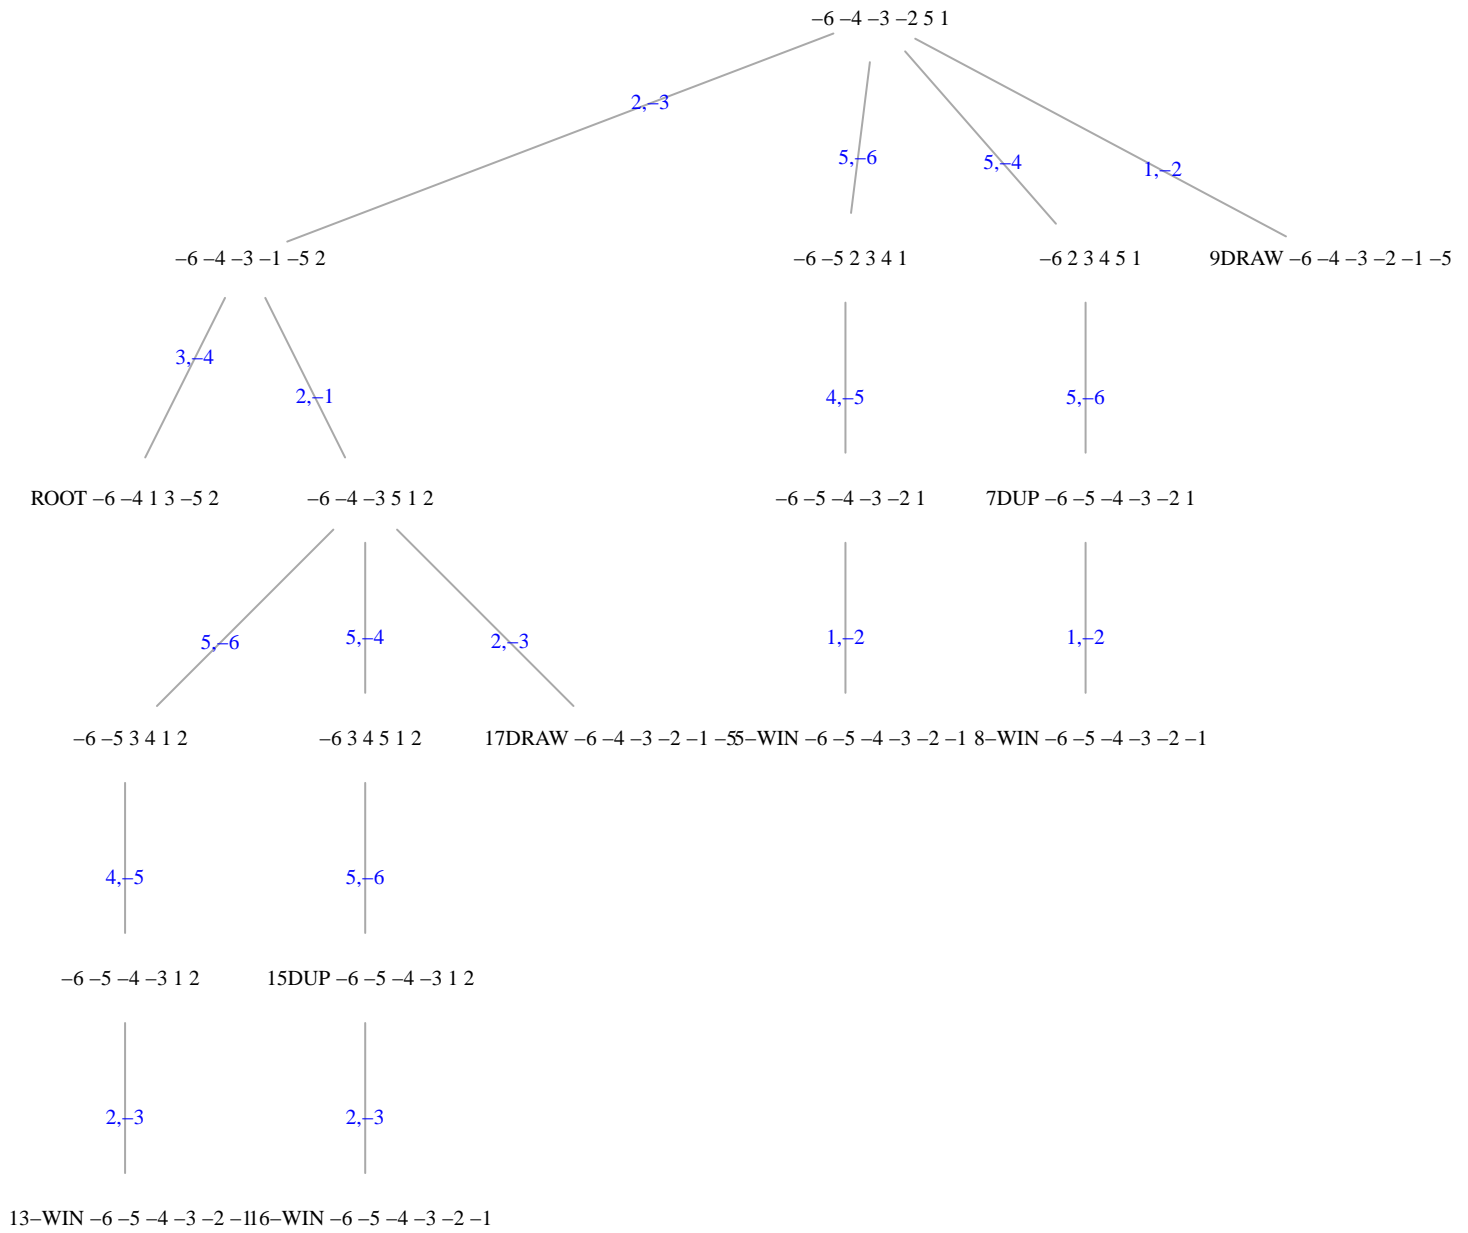 −6 −4 −3 −2 5 1
2,−3
5,−6
5,−4
1,−2
−6 −4 −3 −1 −5 2
−6 −5 2 3 4 1
−6 2 3 4 5 1
9DRAW −6 −4 −3 −2 −1 −5
3,−4
2,−1
4,−5
5,−6
ROOT −6 −4 1 3 −5 2
−6 −4 −3 5 1 2
−6 −5 −4 −3 −2 1
7DUP −6 −5 −4 −3 −2 1
5,−6
5,−4
2,−3
1,−2
1,−2
−6 −5 3 4 1 2
−6 3 4 5 1 2
17DRAW −6 −4 −3 −2 −1 −5
5−WIN −6 −5 −4 −3 −2 −1
8−WIN −6 −5 −4 −3 −2 −1
4,−5
5,−6
−6 −5 −4 −3 1 2
15DUP −6 −5 −4 −3 1 2
2,−3
2,−3
13−WIN −6 −5 −4 −3 −2 −1
16−WIN −6 −5 −4 −3 −2 −1